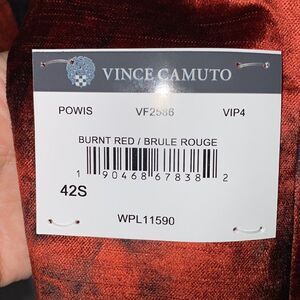 VINCE CAMUTO
POWIS VF2586 VIP4
BURNT RED / BRULE ROUGE
1 90468 67838 2
42S
WPL11590